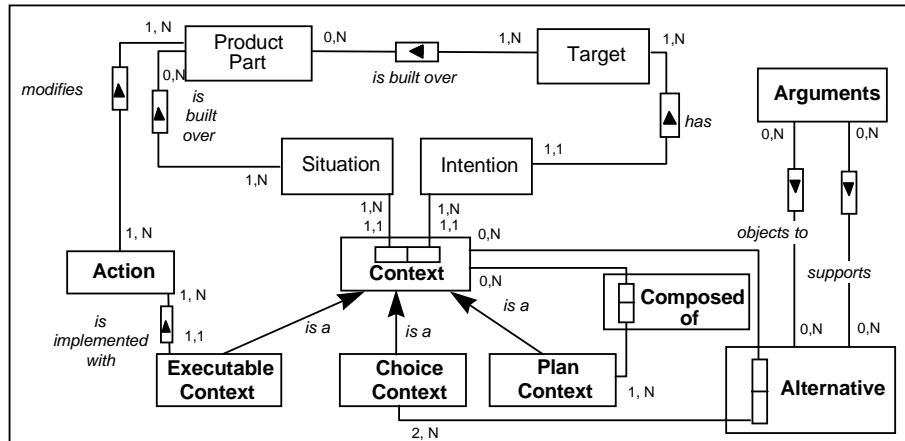 1, N
Product
Part
0,N
1,N
Target
1,N
0,N
is built over
modifies
is
built
over
Arguments
has
0,N
0,N
Situation
Intention
1,1
1,N
1,N
1,1
1,N
1,1
0,N
objects to
1, N
Action
Context
0,N
supports
1, N
Composed
of
is
implemented
with
1,1
is a
is a
is a
0,N
0,N
Executable
Context
Choice
Context
Plan
Context
1, N
Alternative
2, N